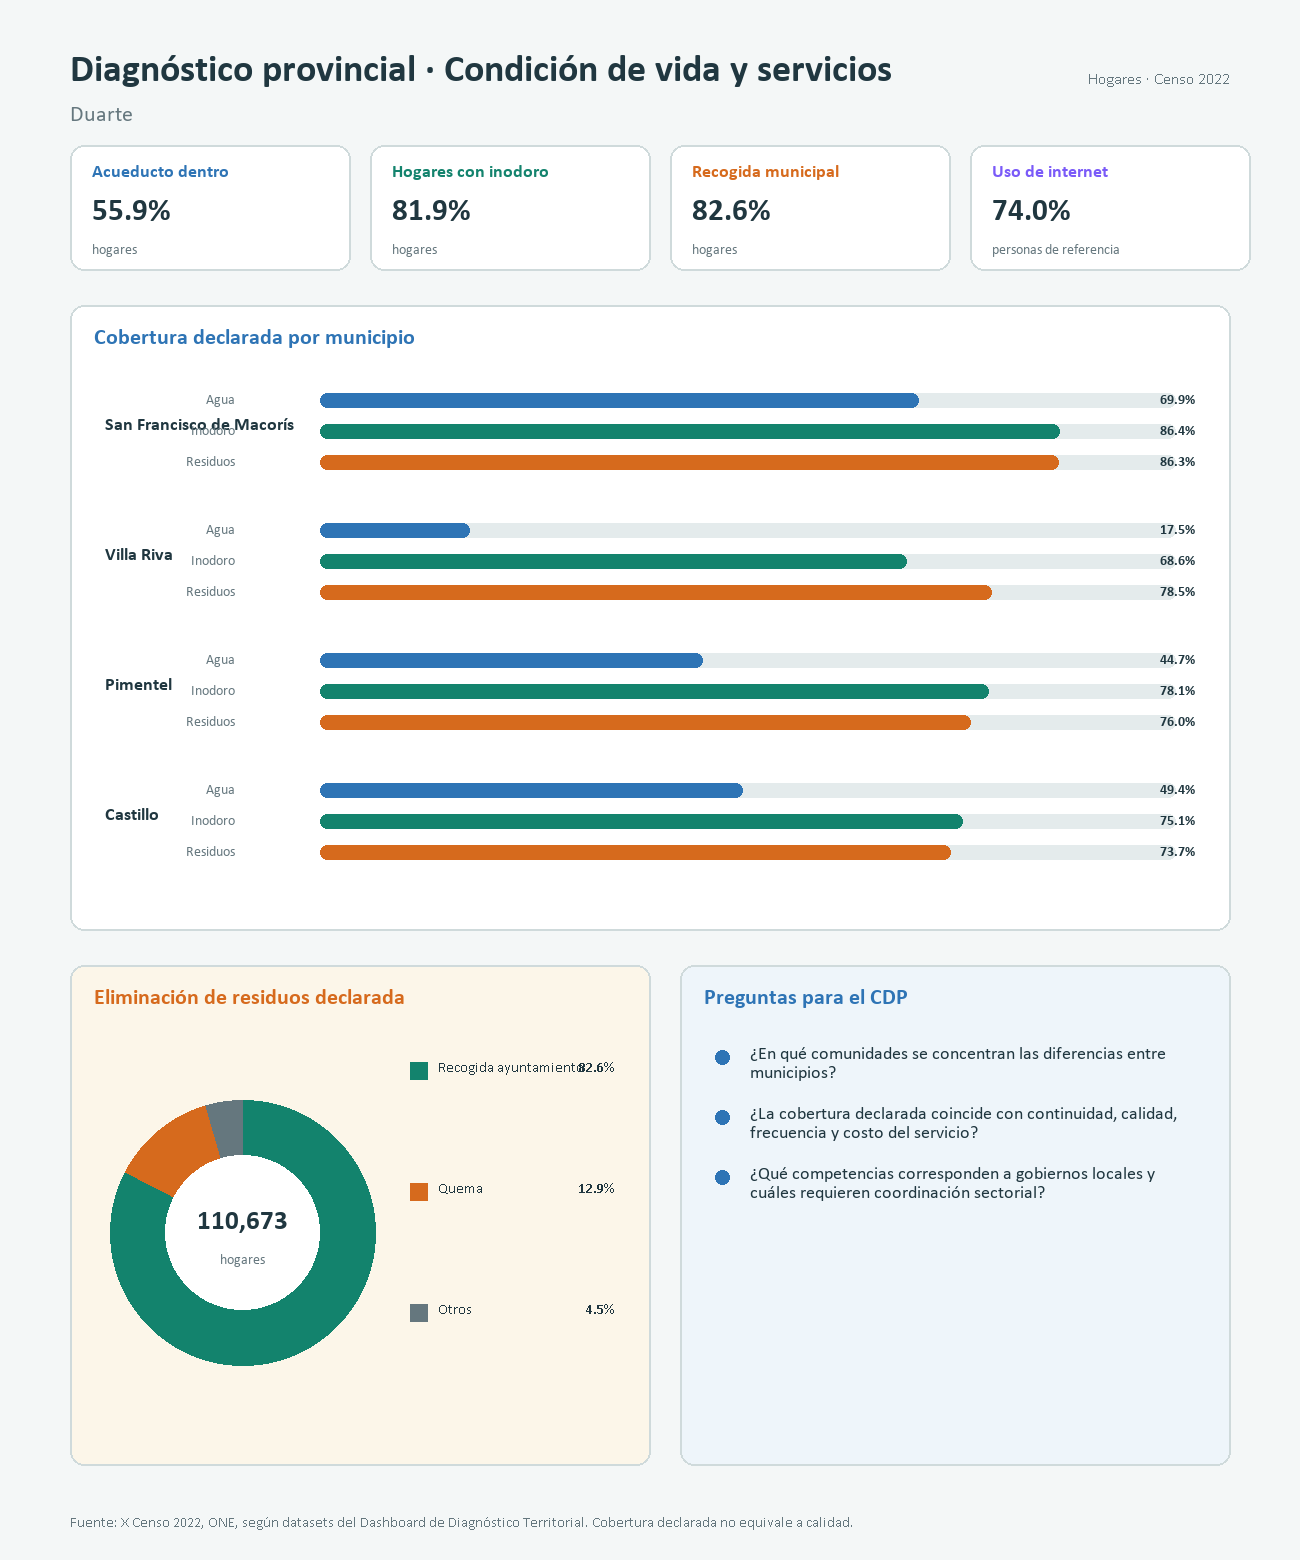 Diagnóstico provincial · Condición de vida y servicios
Hogares · Censo 2022
Duarte
Acueducto dentro
55.9%
hogares
Hogares con inodoro
81.9%
hogares
Recogida municipal
82.6%
hogares
Uso de internet
74.0%
personas de referencia
Cobertura declarada por municipio
San Francisco de Macorís
Agua
69.9%
Inodoro
86.4%
Residuos
86.3%
Villa Riva
Agua
17.5%
Inodoro
68.6%
Residuos
78.5%
Pimentel
Agua
44.7%
Inodoro
78.1%
Residuos
76.0%
Castillo
Agua
49.4%
Inodoro
75.1%
Residuos
73.7%
Eliminación de residuos declarada
110,673
hogares
Recogida ayuntamiento
82.6%
Quema
12.9%
Otros
4.5%
Preguntas para el CDP
¿En qué comunidades se concentran las diferencias entre
municipios?
¿La cobertura declarada coincide con continuidad, calidad,
frecuencia y costo del servicio?
¿Qué competencias corresponden a gobiernos locales y
cuáles requieren coordinación sectorial?
Fuente: X Censo 2022, ONE, según datasets del Dashboard de Diagnóstico Territorial. Cobertura declarada no equivale a calidad.